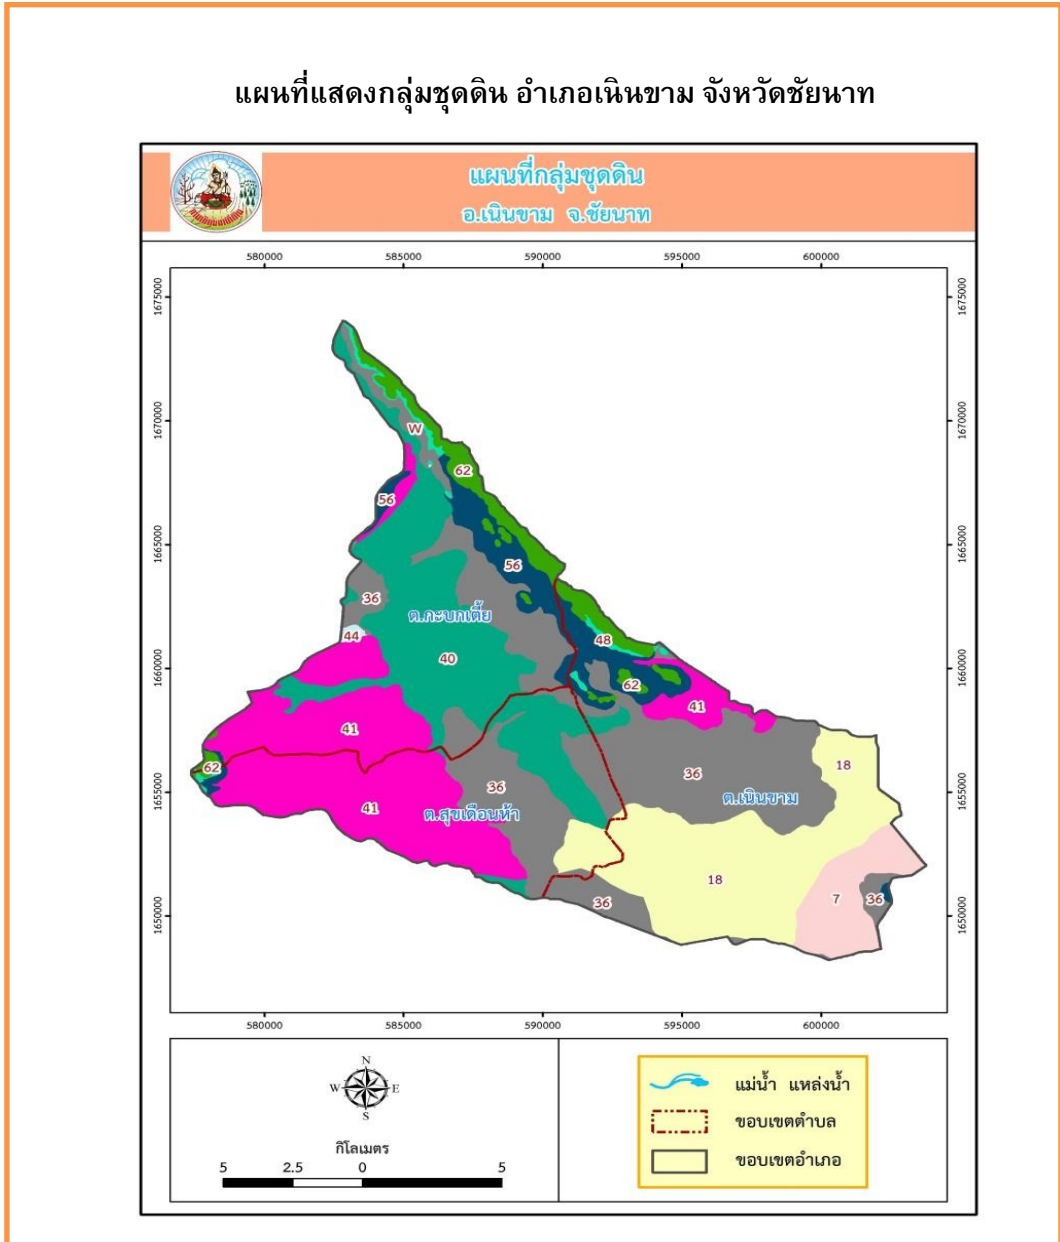 แผนที่แสดงกลุ่มชุดดิน อำเภอเนินขาม จังหวัดชัยนาท
แผนที่กลุ่มชุดดิน
อ.เนินขาม จ.ชัยนาท
580000 585000 590000 595000 600000
1675000 1675000
1670000 1670000
W
62
56
1665000 1665000
56
36
ต.กะบกเตี้ย
44 48
40
1660000 1660000
62
41
41
36 18
62
36
1655000 1655000
ต.เนินขาม
41 ต.สุขเดือนห้า
18
7 36
36
1650000 1650000
580000 585000 590000 595000 600000
N
W E
S
กิโลเมตร
5 2.5 0 5
แม่น้ำ แหล่งน้ำ
ขอบเขตตำบล
ขอบเขตอำเภอ